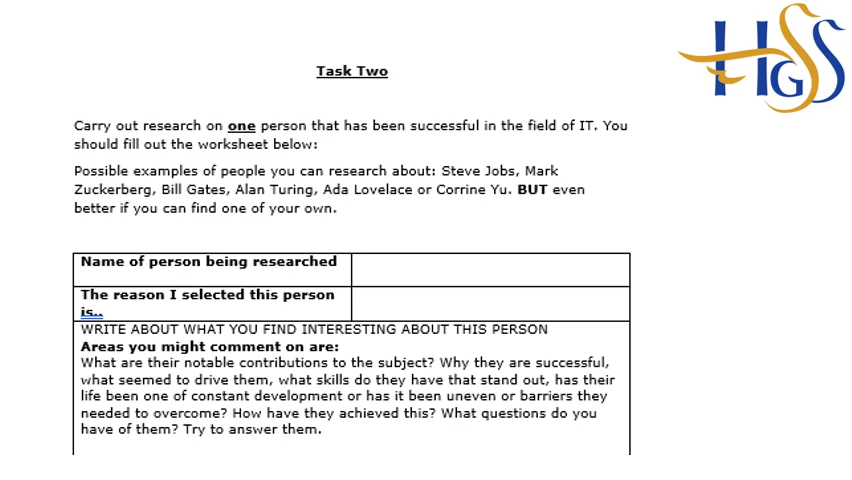 HGSS
Task Two
Carry out research on one person that has been successful in the field of IT. You
should fill out the worksheet below:
Possible examples of people you can research about: Steve Jobs, Mark
Zuckerberg, Bill Gates, Alan Turing, Ada Lovelace or Corrine Yu. BUT even
better if you can find one of your own.
Name of person being researched
The reason I selected this person
is..
WRITE ABOUT WHAT YOU FIND INTERESTING ABOUT THIS PERSON
Areas you might comment on are:
What are their notable contributions to the subject? Why they are successful,
what seemed to drive them, what skills do they have that stand out, has their
life been one of constant development or has it been uneven or barriers they
needed to overcome? How have they achieved this? What questions do you
have of them? Try to answer them.